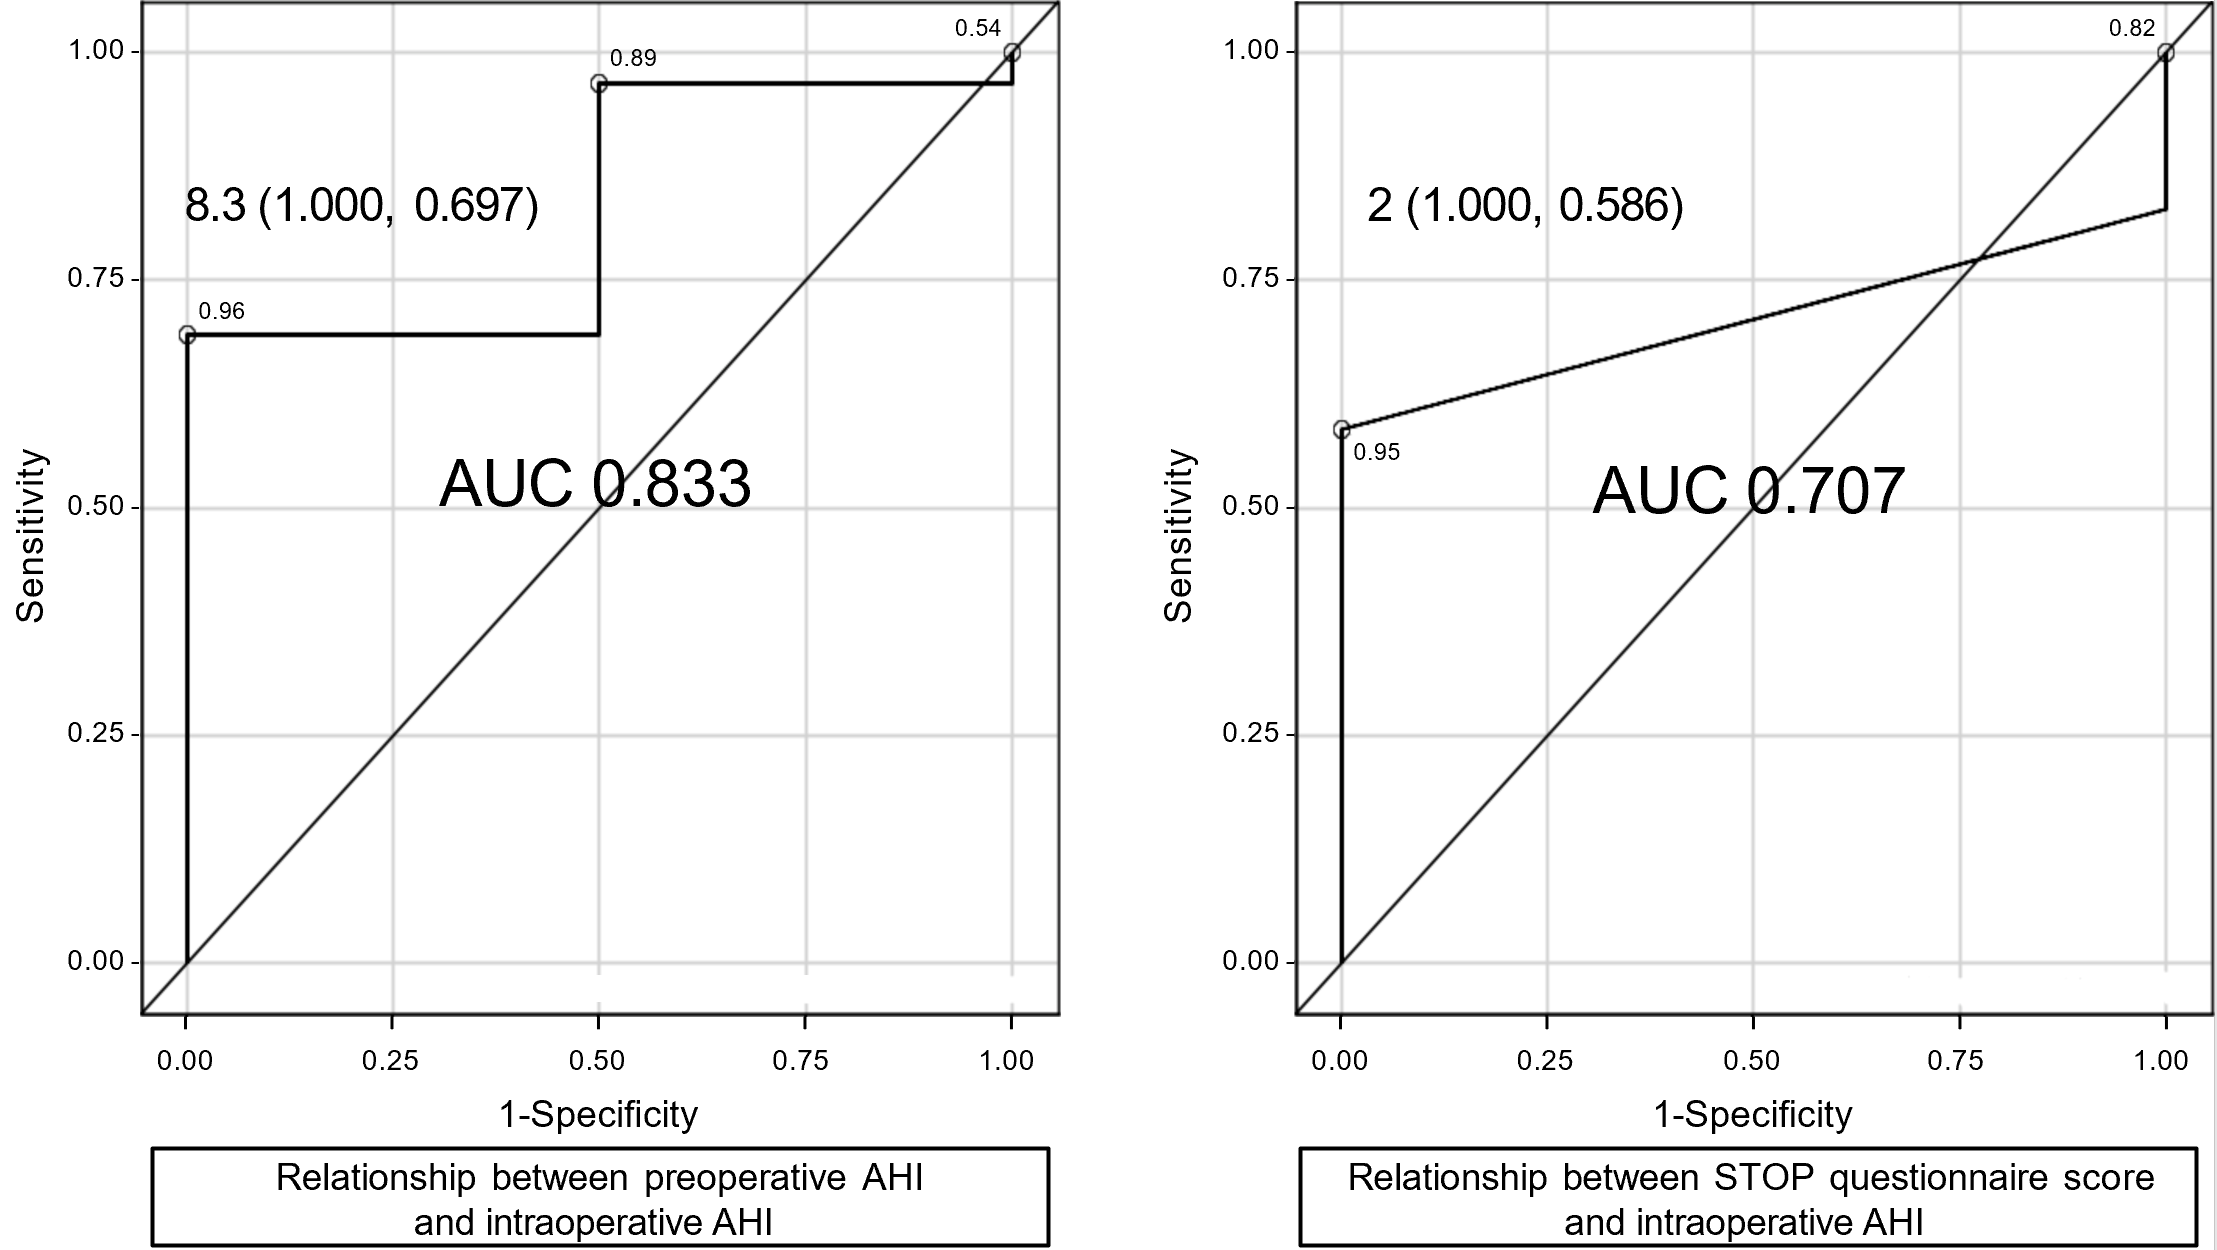 0.54
1.00
0.89
8.3 (1.000, 0.697)
0.75
0.96
AUC 0.833
0.50
Sensitivity
0.25
0.00
0.00 0.25 0.50 0.75 1.00
1-Specificity
Relationship between preoperative AHI
and intraoperative AHI
0.82
1.00
2 (1.000, 0.586)
0.75
0.95
AUC 0.707
0.50
Sensitivity
0.25
0.00
0.00 0.25 0.50 0.75 1.00
1-Specificity
Relationship between STOP questionnaire score
and intraoperative AHI